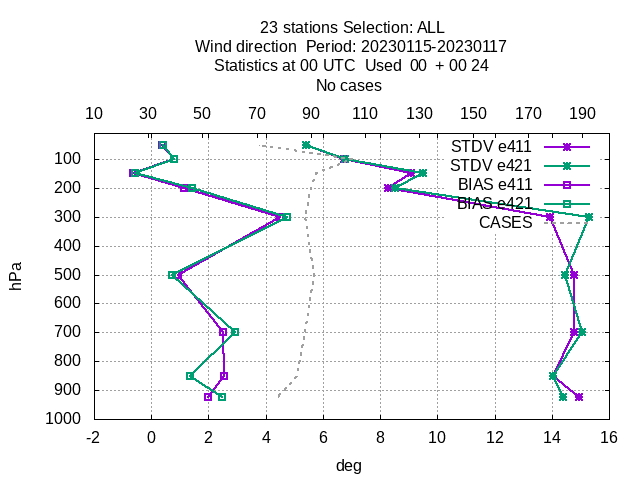 23 stations Selection: ALL
Wind direction  Period: 20230115-20230117
Statistics at 00 UTC  Used  00  + 00 24
No cases
10 30 50 70 90 110 130 150 170 190
STDV e411
STDV e421
BIAS e411
BIAS e421
CASES
100
200
300
400
500
600
700
800
900
1000
hPa
-2 0 2 4 6 8 10 12 14 16
deg